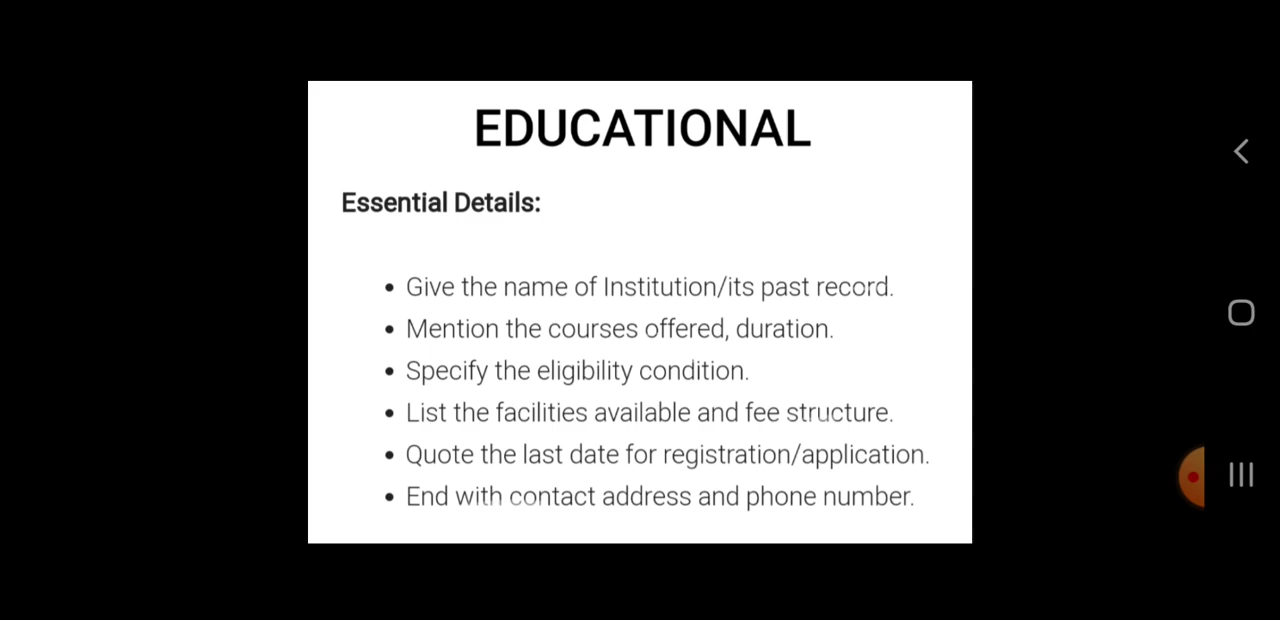 EDUCATIONAL
Essential Details:
• Give the name of Institution/its past record.
• Mention the courses offered, duration.
• Specify the eligibility condition.
• List the facilities available and fee structure.
• Quote the last date for registration/application.
• End with contact address and phone number.